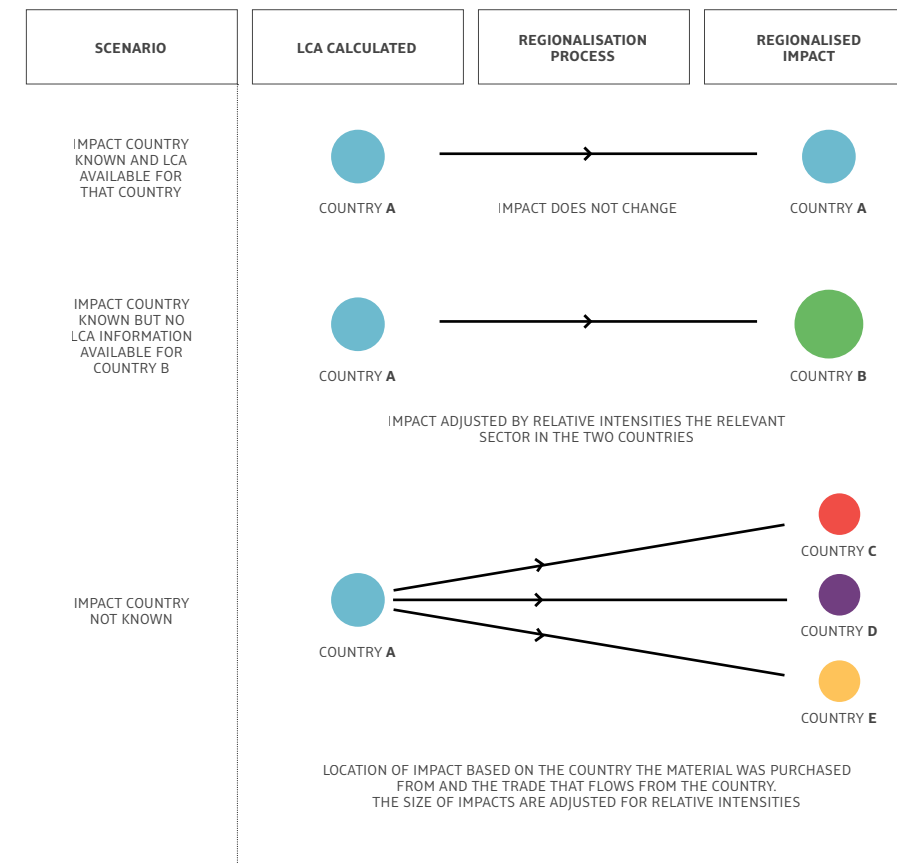 SCENARIO
LCA CALCULATED
REGIONALISATION
PROCESS
REGIONALISED
IMPACT
IMPACT COUNTRY
KNOWN AND LCA
AVAILABLE FOR
THAT COUNTRY
COUNTRY A
IMPACT DOES NOT CHANGE
COUNTRY A
IMPACT COUNTRY
KNOWN BUT NO
LCA INFORMATION
AVAILABLE FOR
COUNTRY B
COUNTRY A
COUNTRY B
IMPACT ADJUSTED BY RELATIVE INTENSITIES THE RELEVANT
SECTOR IN THE TWO COUNTRIES
IMPACT COUNTRY
NOT KNOWN
COUNTRY A
COUNTRY C
COUNTRY D
COUNTRY E
LOCATION OF IMPACT BASED ON THE COUNTRY THE MATERIAL WAS PURCHASED
FROM AND THE TRADE THAT FLOWS FROM THE COUNTRY.
THE SIZE OF IMPACTS ARE ADJUSTED FOR RELATIVE INTENSITIES